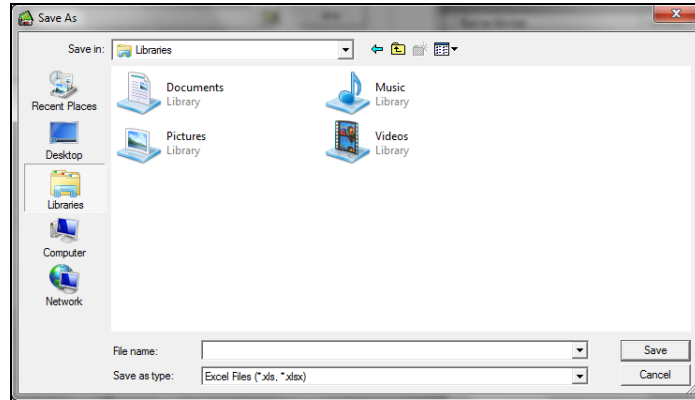 Save As
Save in: Libraries
Recent Places
Desktop
Libraries
Computer
Network
Documents
Library
Music
Library
Pictures
Library
Videos
Library
File name:
Save
Save as type: Excel Files (*.xls, *.xlsx)
Cancel